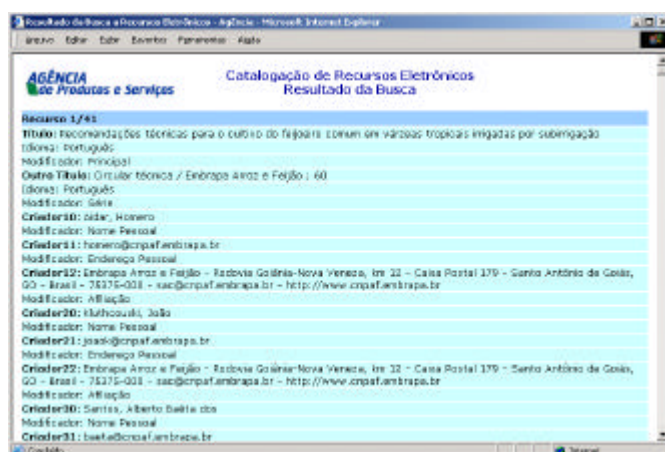 Resultado da Busca a Recursos Eletrônicos - Agência - Microsoft Internet Explorer
Arquivo Editar Exibir Favoritos Ferramentas Ajuda
AGÊNCIA
de Produtos e Serviços
Catalogação de Recursos Eletrônicos
Resultado da Busca
Recurso 1/41
Título: Recomendações técnicas para o cultivo do feijoeiro comum em várzeas tropicais irrigadas por subirrigação
Idioma: Português
Modificador: Principal
Outro Título: Circular técnica / Embrapa Arroz e Feijão ; 60
Idioma: Português
Modificador: Série
Criador10: Aidar, Homero
Modificador: Nome Pessoal
Criador11: homero@cnpaf.embrapa.br
Modificador: Endereço Pessoal
Criador12: Embrapa Arroz e Feijão - Rodovia Goiânia-Nova Veneza, km 12 - Caixa Postal 179 - Santo Antônio de Goiás,
GO - Brasil - 75375-000 - sac@cnpaf.embrapa.br - http://www.cnpaf.embrapa.br
Modificador: Afiliação
Criador20: Kluthcouski, João
Modificador: Nome Pessoal
Criador21: joaok@cnpaf.embrapa.br
Modificador: Endereço Pessoal
Criador22: Embrapa Arroz e Feijão - Rodovia Goiânia-Nova Veneza, km 12 - Caixa Postal 179 - Santo Antônio de Goiás,
GO - Brasil - 75375-000 - sac@cnpaf.embrapa.br - http://www.cnpaf.embrapa.br
Modificador: Afiliação
Criador30: Santos, Alberto Baêta dos
Modificador: Nome Pessoal
Criador31: baeta@cnpaf.embrapa.br
Concluído Internet